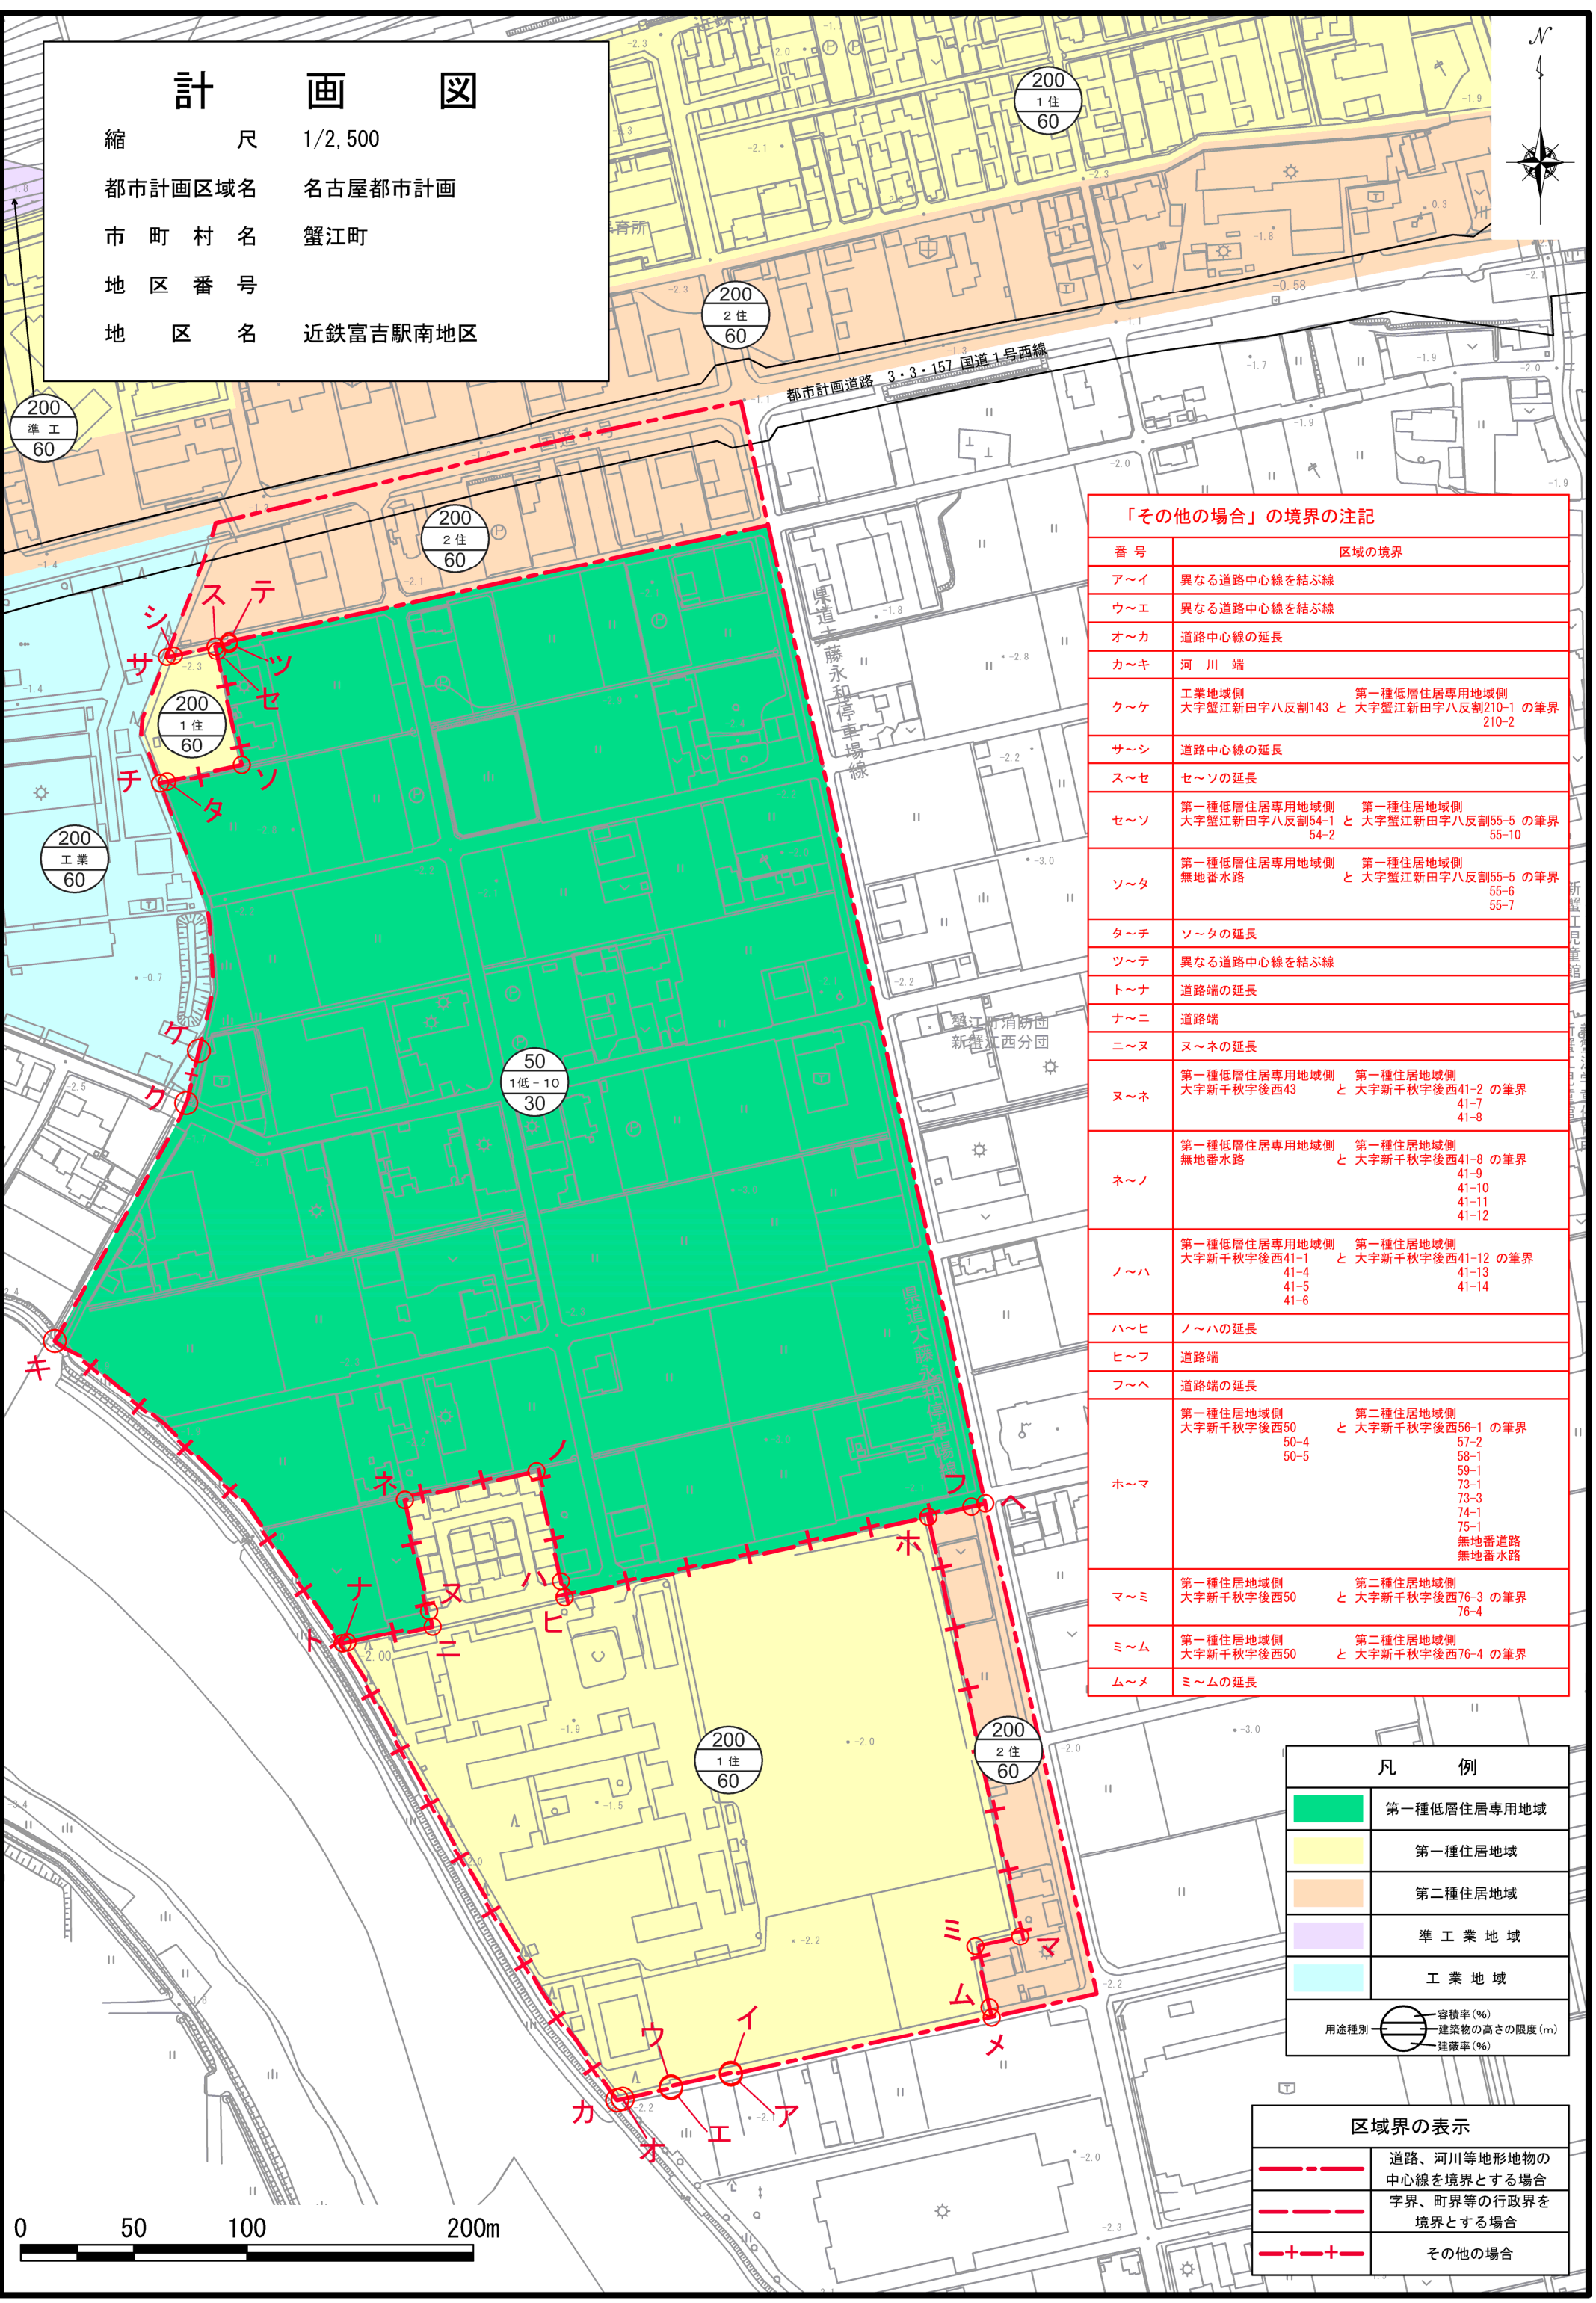 計画図
縮尺 1/2,500
都市計画区域名 名古屋都市計画
市町村名 蟹江町
地区番号
地区名 近鉄富吉駅南地区
N
200
1住
60
200
2住
60
都市計画道路 3・3・157 国道1号西線
国道1号
200
準工
60
200
2住
60
200
1住
60
200
工業
60
50
1低-10
30
200
1住
60
200
2住
60
蟹江町消防団
新蟹江西分団
シ
ス
テ
サ
ツ
セ
チ
ソ
タ
ケ
ク
キ
ネ
ノ
フ
ヘ
ホ
ナ
ヌ
ハ
ヒ
ト
ニ
ミ
マ
ム
メ
イ
ウ
ア
エ
カ
オ
「その他の場合」の境界の注記
番号 区域の境界
ア～イ 異なる道路中心線を結ぶ線
ウ～エ 異なる道路中心線を結ぶ線
オ～カ 道路中心線の延長
カ～キ 河川端
ク～ケ 工業地域側 第一種低層住居専用地域側
大字蟹江新田字八反割143 と 大字蟹江新田字八反割210-1 の筆界
210-2
サ～シ 道路中心線の延長
ス～セ セ～ソの延長
セ～ソ 第一種低層住居専用地域側 第一種住居地域側
大字蟹江新田字八反割54-1 と 大字蟹江新田字八反割55-5 の筆界
54-2 55-10
ソ～タ 第一種低層住居専用地域側 第一種住居地域側
無地番水路 と 大字蟹江新田字八反割55-5 の筆界
55-6
55-7
タ～チ ソ～タの延長
ツ～テ 異なる道路中心線を結ぶ線
ト～ナ 道路端の延長
ナ～ニ 道路端
ニ～ヌ ヌ～ネの延長
ヌ～ネ 第一種低層住居専用地域側 第一種住居地域側
大字新千秋字後西43 と 大字新千秋字後西41-2 の筆界
41-7
41-8
ネ～ノ 第一種低層住居専用地域側 第一種住居地域側
無地番水路 と 大字新千秋字後西41-8 の筆界
41-9
41-10
41-11
41-12
ノ～ハ 第一種低層住居専用地域側 第一種住居地域側
大字新千秋字後西41-1 と 大字新千秋字後西41-12 の筆界
41-4 41-13
41-5 41-14
41-6
ハ～ヒ ノ～ハの延長
ヒ～フ 道路端
フ～ヘ 道路端の延長
ホ～マ 第一種住居地域側 第二種住居地域側
大字新千秋字後西50 と 大字新千秋字後西56-1 の筆界
50-4 57-2
50-5 58-1
59-1
73-1
73-3
74-1
75-1
無地番道路
無地番水路
マ～ミ 第一種住居地域側 第二種住居地域側
大字新千秋字後西50 と 大字新千秋字後西76-3 の筆界
76-4
ミ～ム 第一種住居地域側 第二種住居地域側
大字新千秋字後西50 と 大字新千秋字後西76-4 の筆界
ム～メ ミ～ムの延長
凡例
第一種低層住居専用地域
第一種住居地域
第二種住居地域
準工業地域
工業地域
用途種別
容積率(%)
建築物の高さの限度(m)
建蔽率(%)
区域界の表示
道路、河川等地形地物の
中心線を境界とする場合
字界、町界等の行政界を
境界とする場合
その他の場合
0 50 100 200m